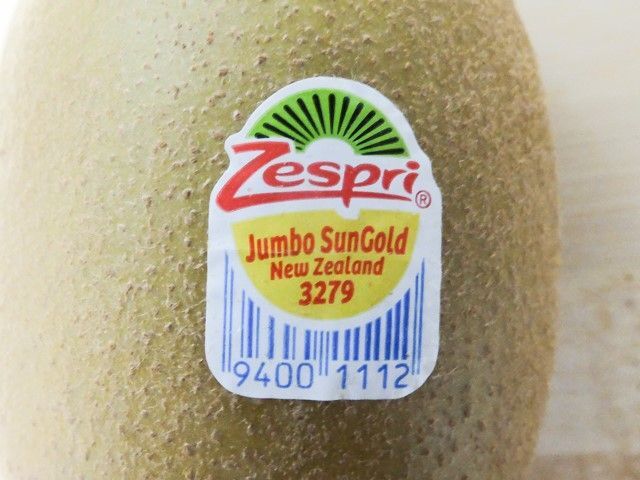 Zespri®
Jumbo SunGold
New Zealand
3279
9400 1112